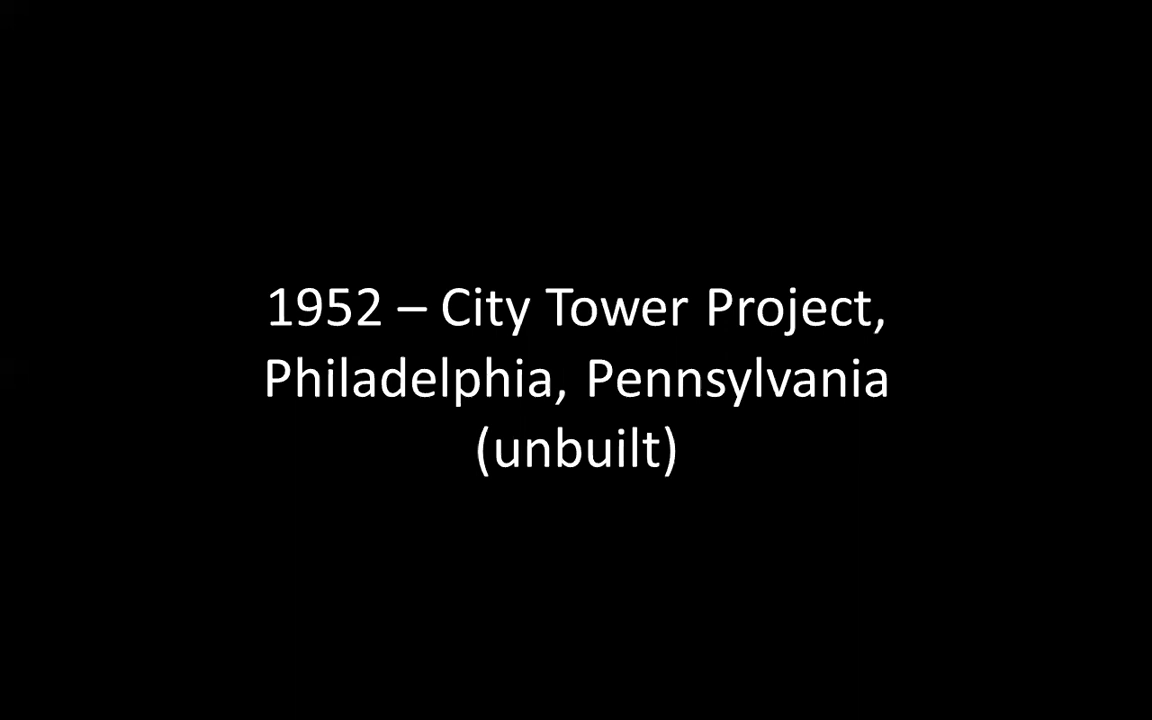 1952 – City Tower Project,
Philadelphia, Pennsylvania
(unbuilt)